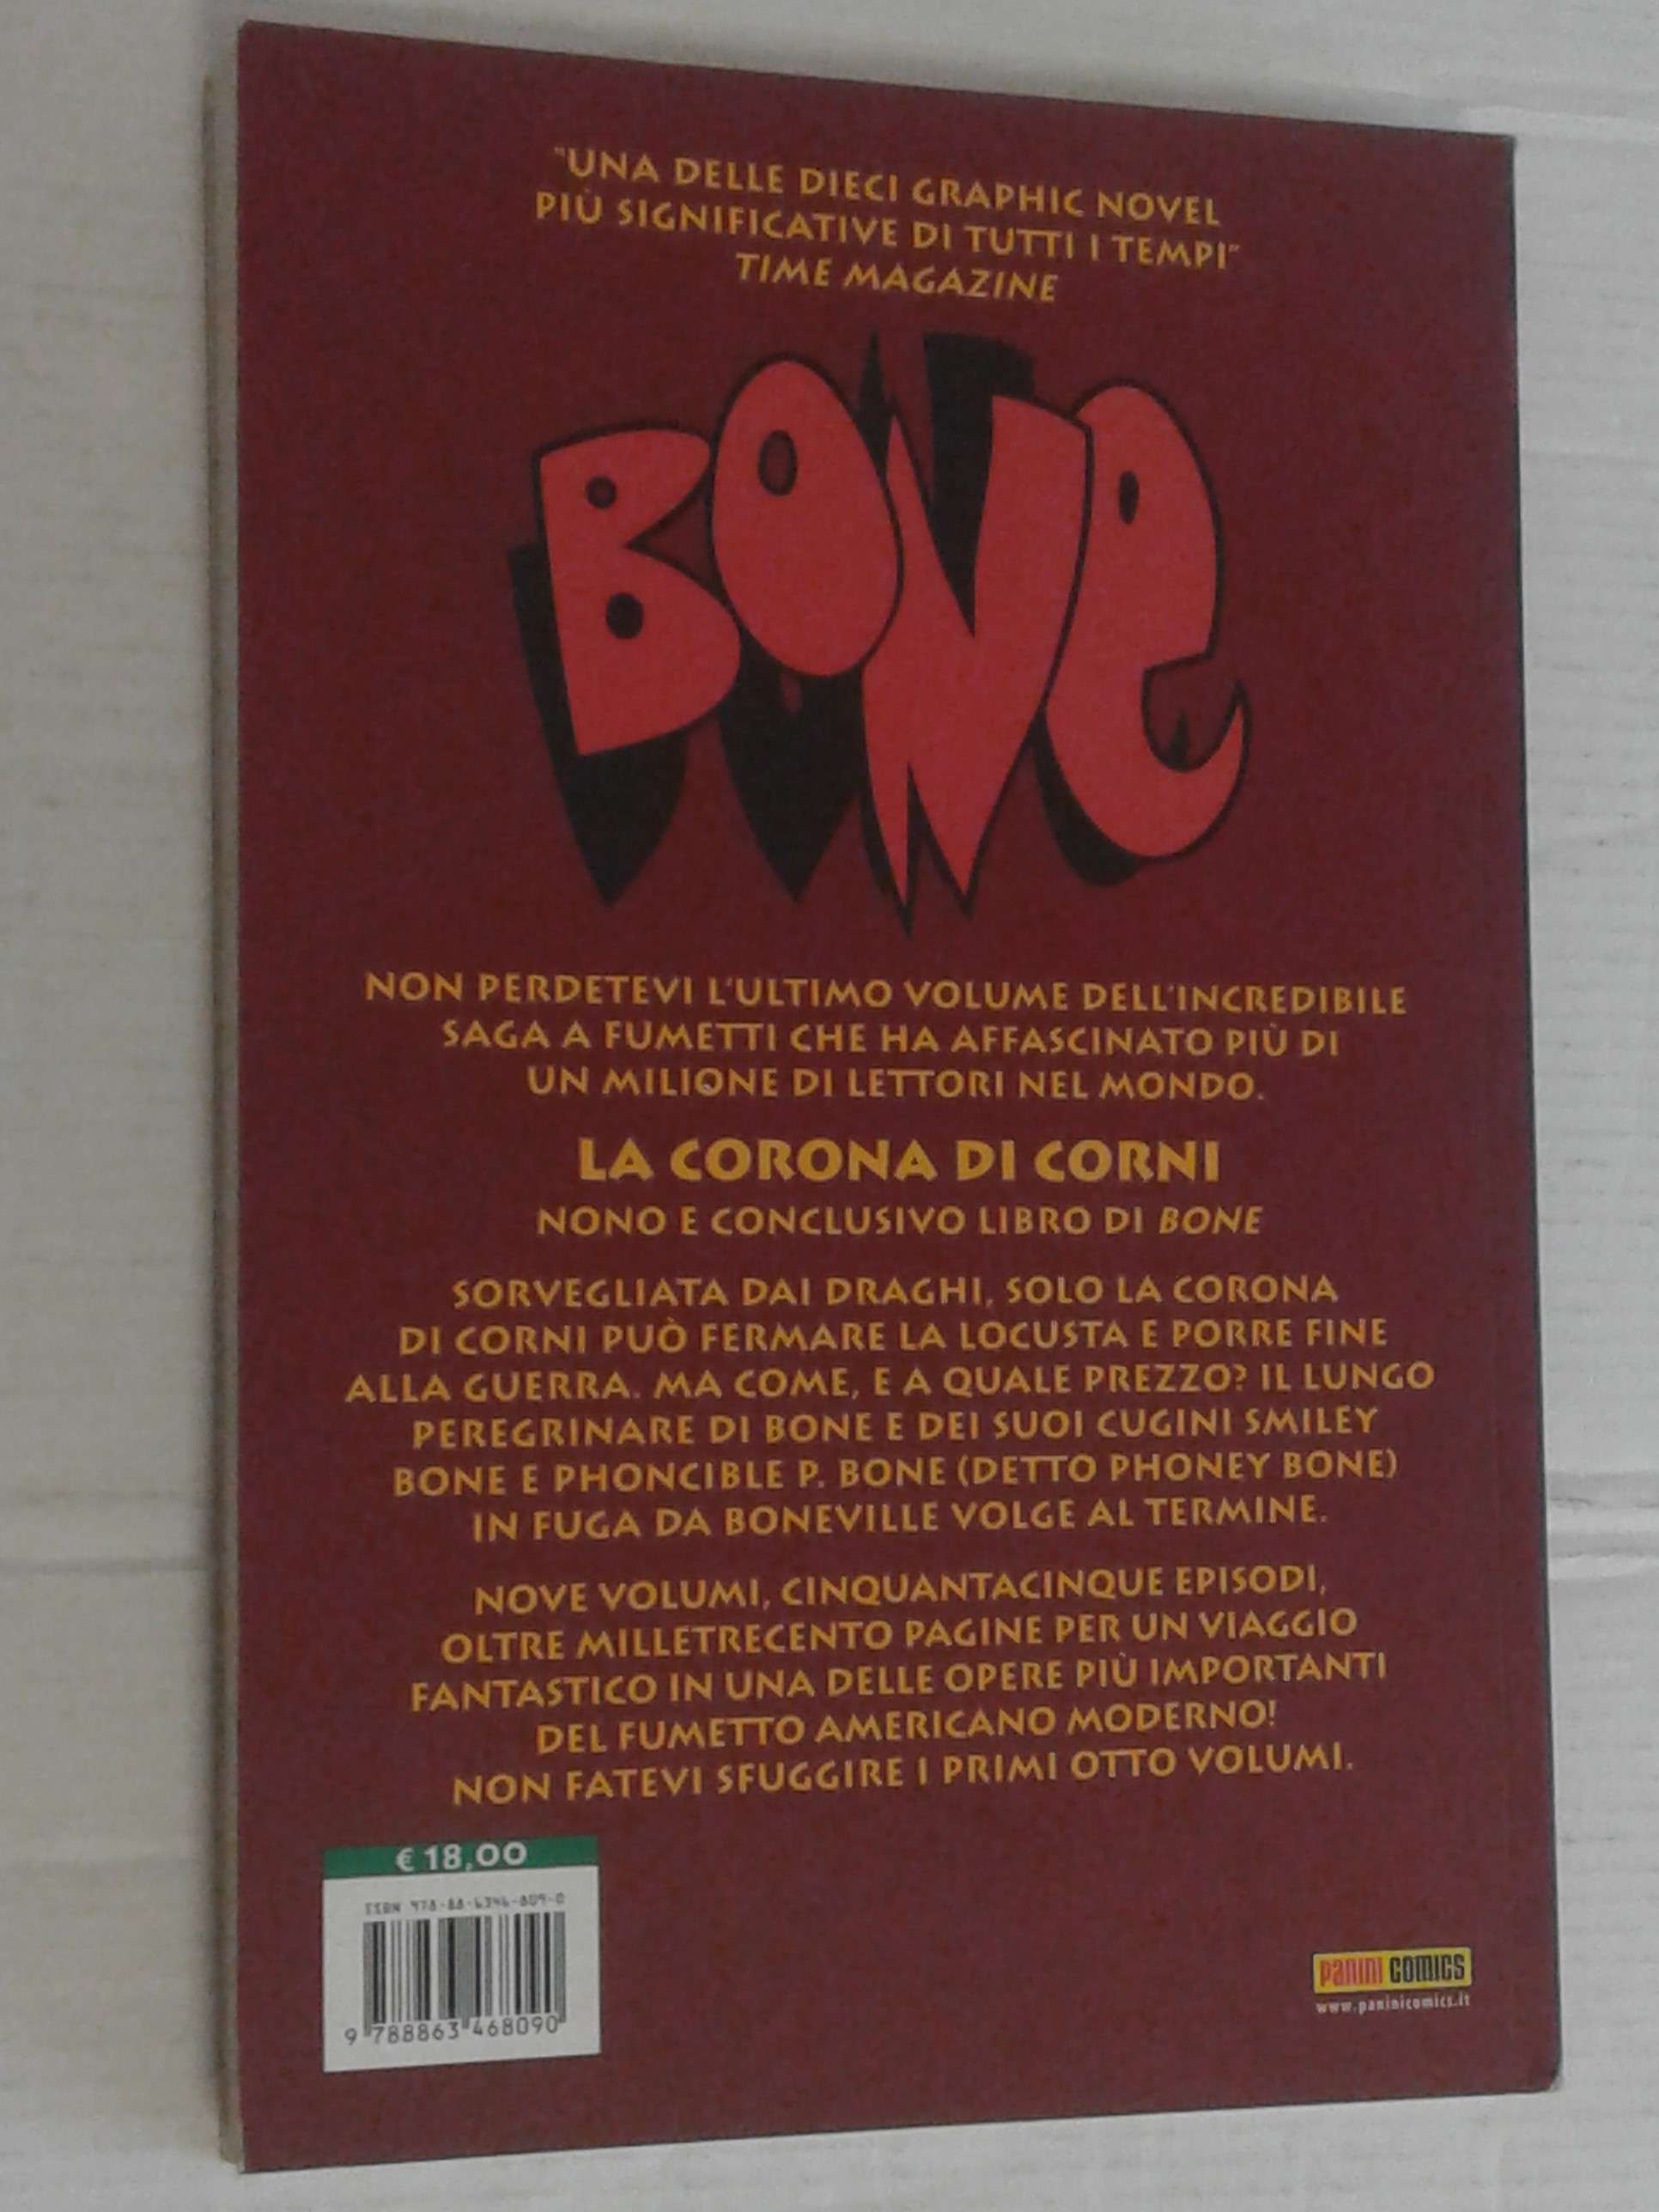 "UNA DELLE DIECI GRAPHIC NOVEL
PIÙ SIGNIFICATIVE DI TUTTI I TEMPI"
TIME MAGAZINE
BONE
NON PERDETEVI L'ULTIMO VOLUME DELL'INCREDIBILE
SAGA A FUMETTI CHE HA AFFASCINATO PIÙ DI
UN MILIONE DI LETTORI NEL MONDO.
LA CORONA DI CORNI
NONO E CONCLUSIVO LIBRO DI BONE
SORVEGLIATA DAI DRAGHI, SOLO LA CORONA
DI CORNI PUÒ FERMARE LA LOCUSTA E PORRE FINE
ALLA GUERRA. MA COME, E A QUALE PREZZO? IL LUNGO
PEREGRINARE DI BONE E DEI SUOI CUGINI SMILEY
BONE E PHONCIBLE P. BONE (DETTO PHONEY BONE)
IN FUGA DA BONEVILLE VOLGE AL TERMINE.
NOVE VOLUMI, CINQUANTACINQUE EPISODI,
OLTRE MILLETRECENTO PAGINE PER UN VIAGGIO
FANTASTICO IN UNA DELLE OPERE PIÙ IMPORTANTI
DEL FUMETTO AMERICANO MODERNO!
NON FATEVI SFUGGIRE I PRIMI OTTO VOLUMI.
€ 18,00
ISBN 978-88-6346-809-0
9 788863 468090
PANINI COMICS
www.paninicomics.it